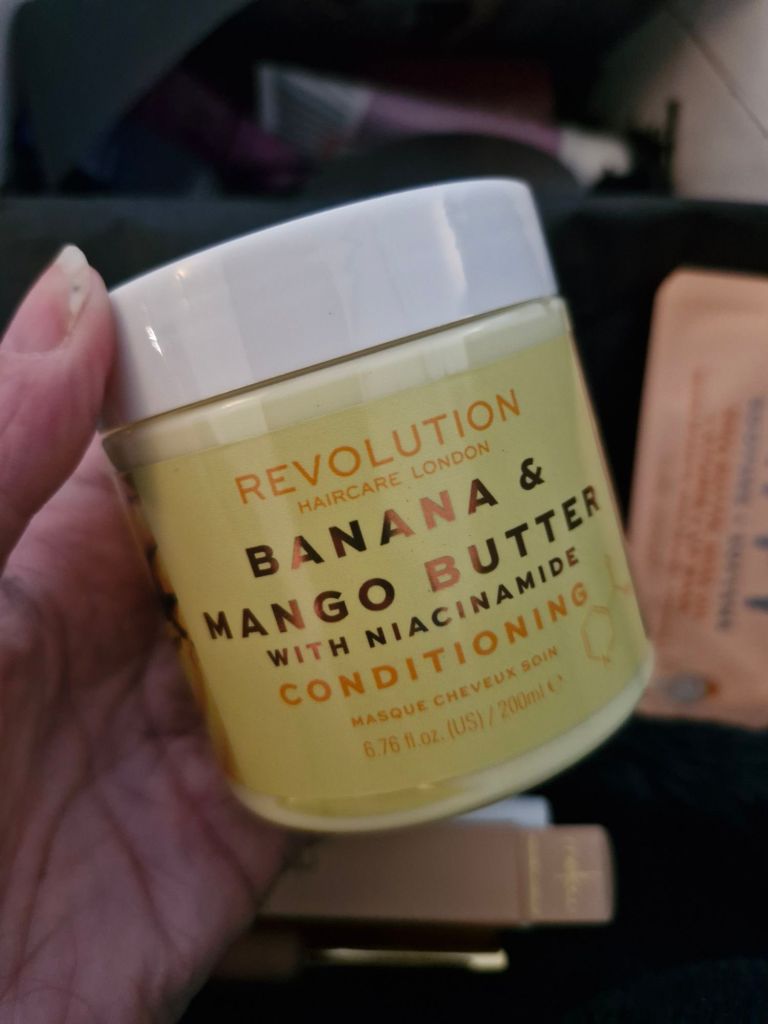 REVOLUTION
HAIRCARE LONDON
BANANA &
MANGO BUTTER
WITH NIACINAMIDE
CONDITIONING
MASQUE CHEVEUX SOIN
6.76 fl.oz. (US) / 200ml ℮